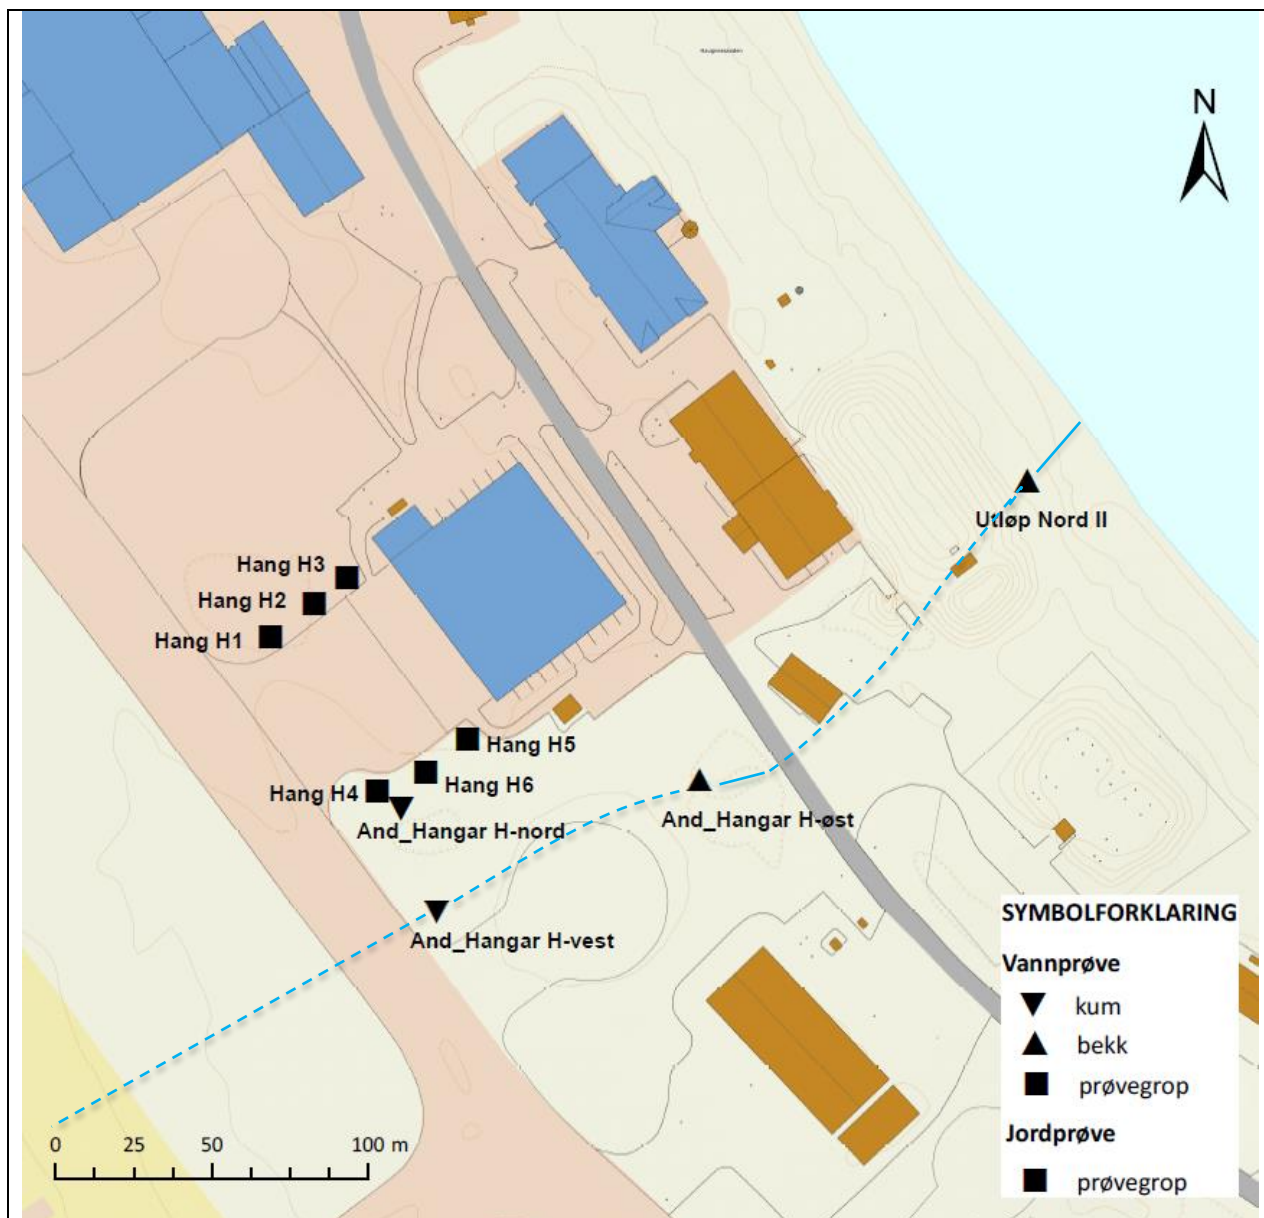 N
Utløp Nord II
Hang H3
Hang H2
Hang H1
Hang H5
Hang H6
Hang H4
And_Hangar H-nord
And_Hangar H-øst
And_Hangar H-vest
SYMBOLFORKLARING
Vannprøve
kum
bekk
prøvegrop
Jordprøve
prøvegrop
0 25 50 100 m